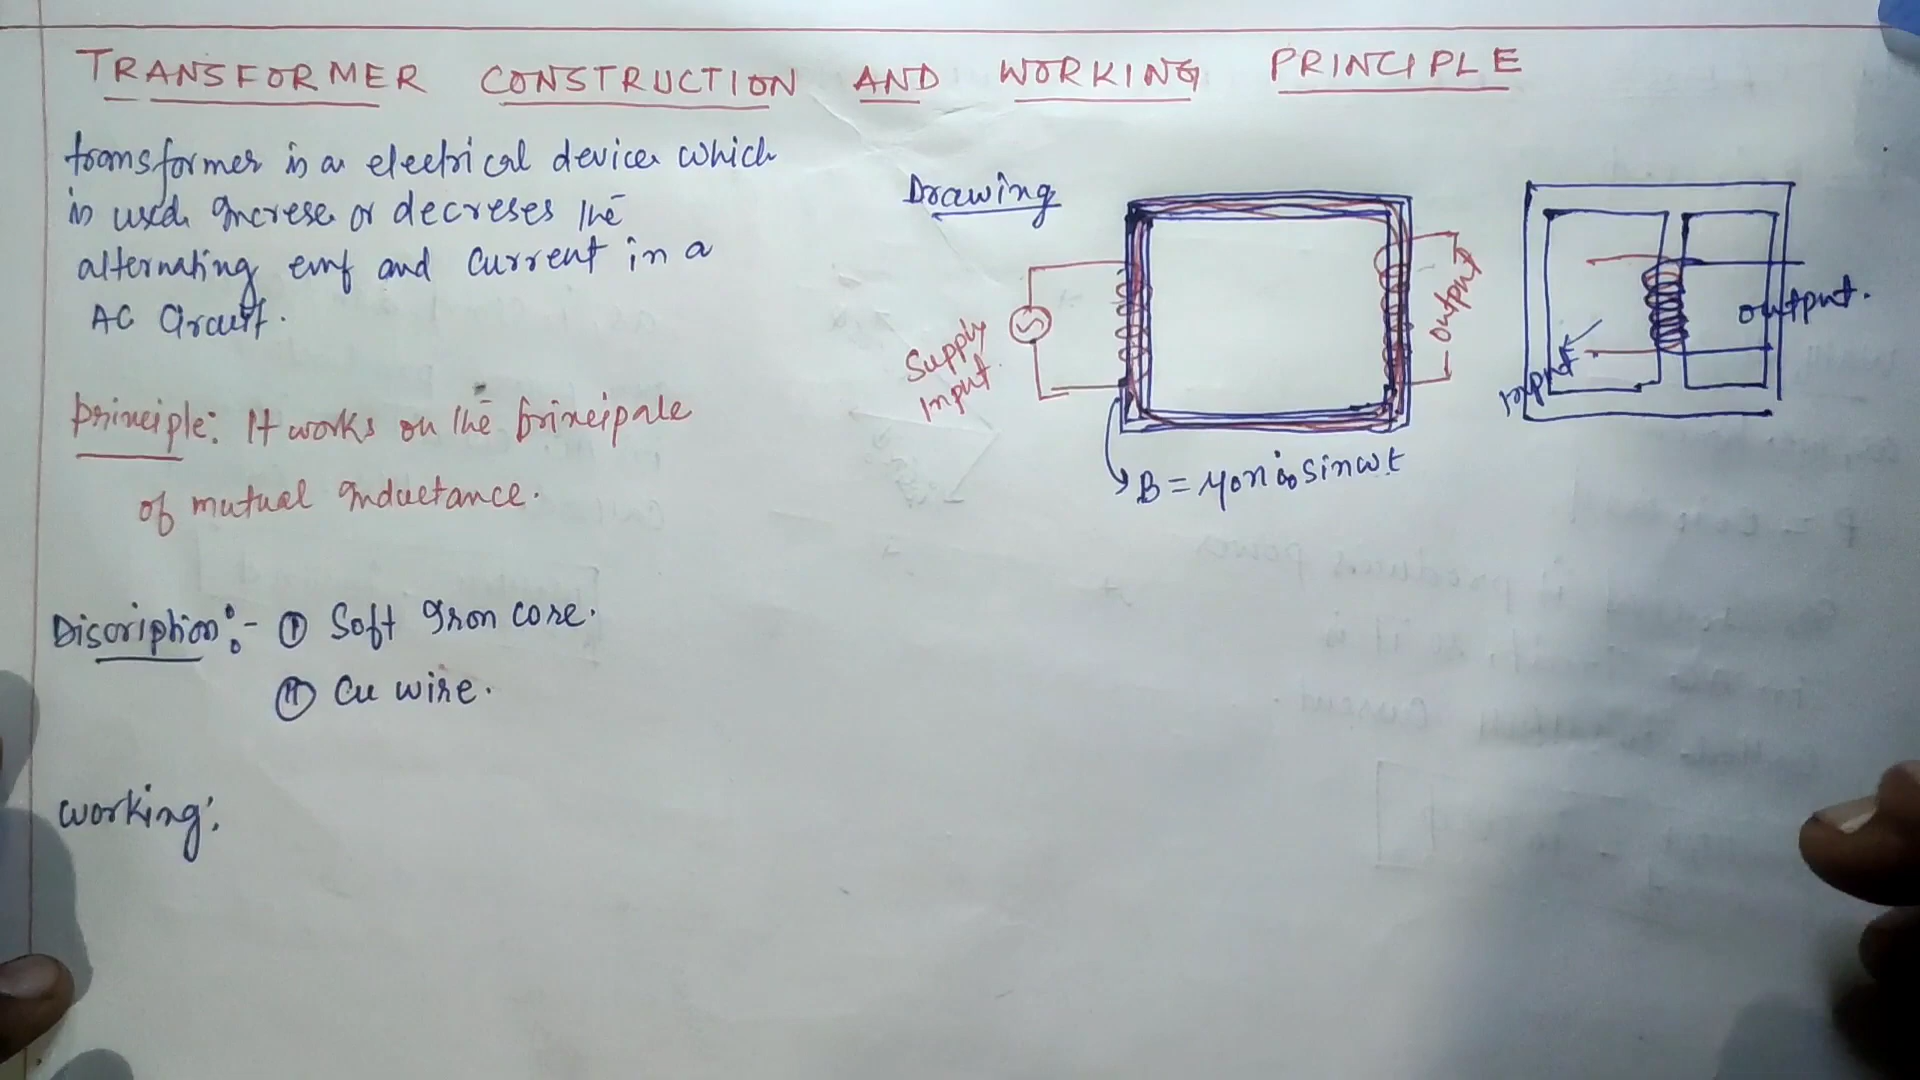 TRANSFORMER CONSTRUCTION AND WORKING PRINCIPLE
transformer is a electrical device which
is used increse or decreses the
alternating emf and current in a
AC Circuit.
Principle: It works on the principale
of mutual inductance.
Discription:- (I) Soft iron core.
(II) Cu wire.
Working:
Drawing
Supply
Input.
Output
B = μ0ni0 sinωt
Input
output.